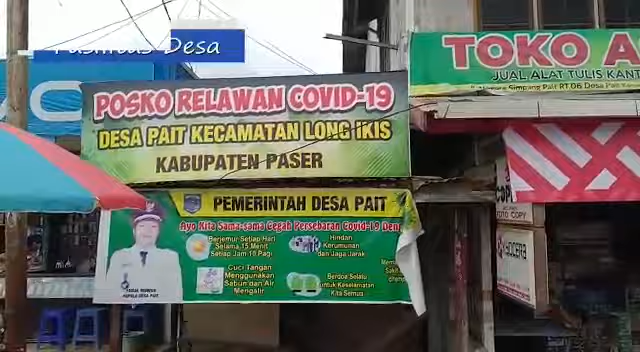 Fasilitas Desa
POSKO RELAWAN COVID-19
DESA PAIT KECAMATAN LONG IKIS
KABUPATEN PASER
TOKO
JUAL ALAT TULIS KANT
Simpang Pait RT.06 Desa Pait
PEMERINTAH DESA PAIT
Ayo Kita Sama-sama Cegah Persebaran Covid-19 Den
Berjemur Setiap Hari
Selama 15 Menit
Setiap Jam 10 Pagi
Hindari
Kerumunan
dan Jaga Jarak
Cuci Tangan
Menggunakan
Sabun dan Air
Mengalir
Berdoa Selalu
untuk Keselamatan
Kita Semua
KEPALA DESA PAIT
FOTO COPY
KYOCERA